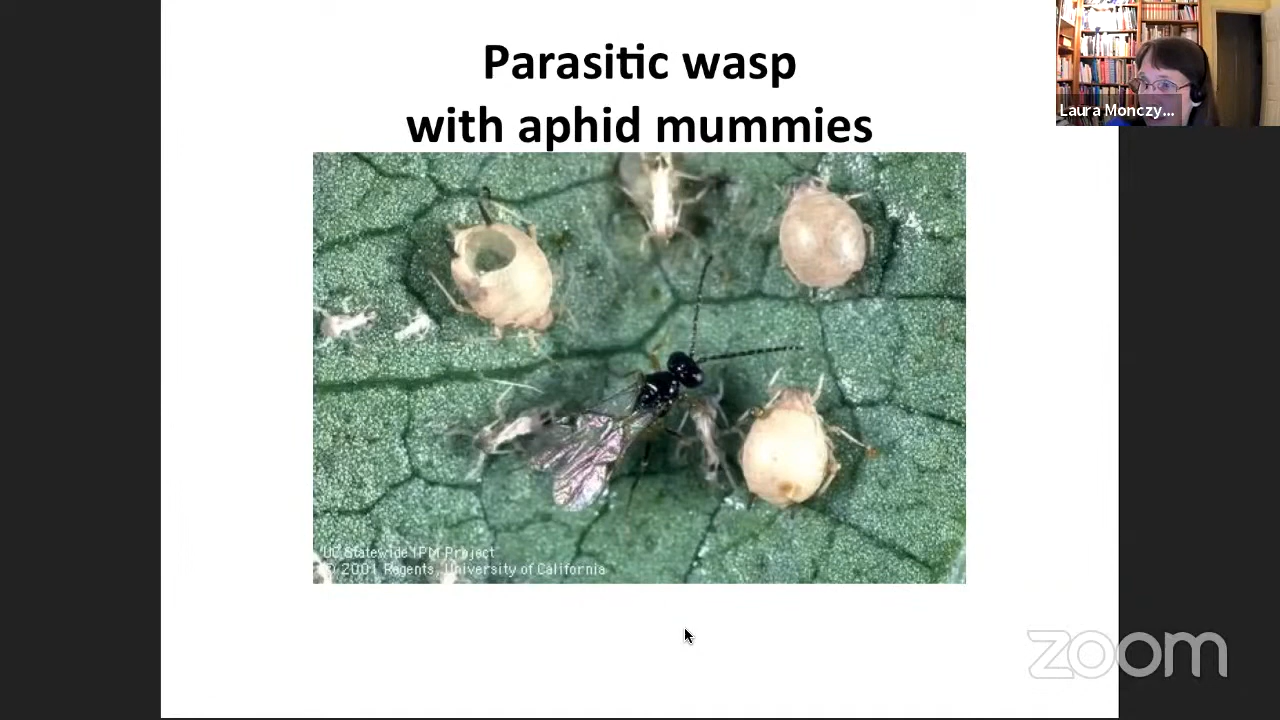 Parasitic wasp
with aphid mummies
Laura Monczy...
UC Statewide IPM Project
© 2001 Regents, University of California
zoom